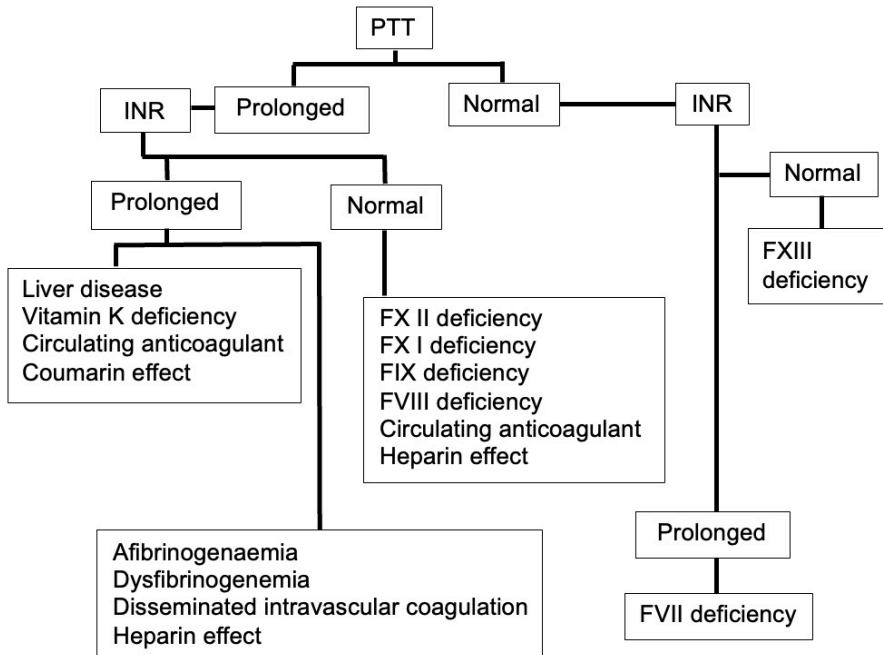 PTT
INR
Prolonged
Normal
INR
Prolonged
Normal
Normal
FXIII
deficiency
Liver disease
Vitamin K deficiency
Circulating anticoagulant
Coumarin effect
FX II deficiency
FX I deficiency
FIX deficiency
FVIII deficiency
Circulating anticoagulant
Heparin effect
Afibrinogenaemia
Dysfibrinogenemia
Disseminated intravascular coagulation
Heparin effect
Prolonged
FVII deficiency